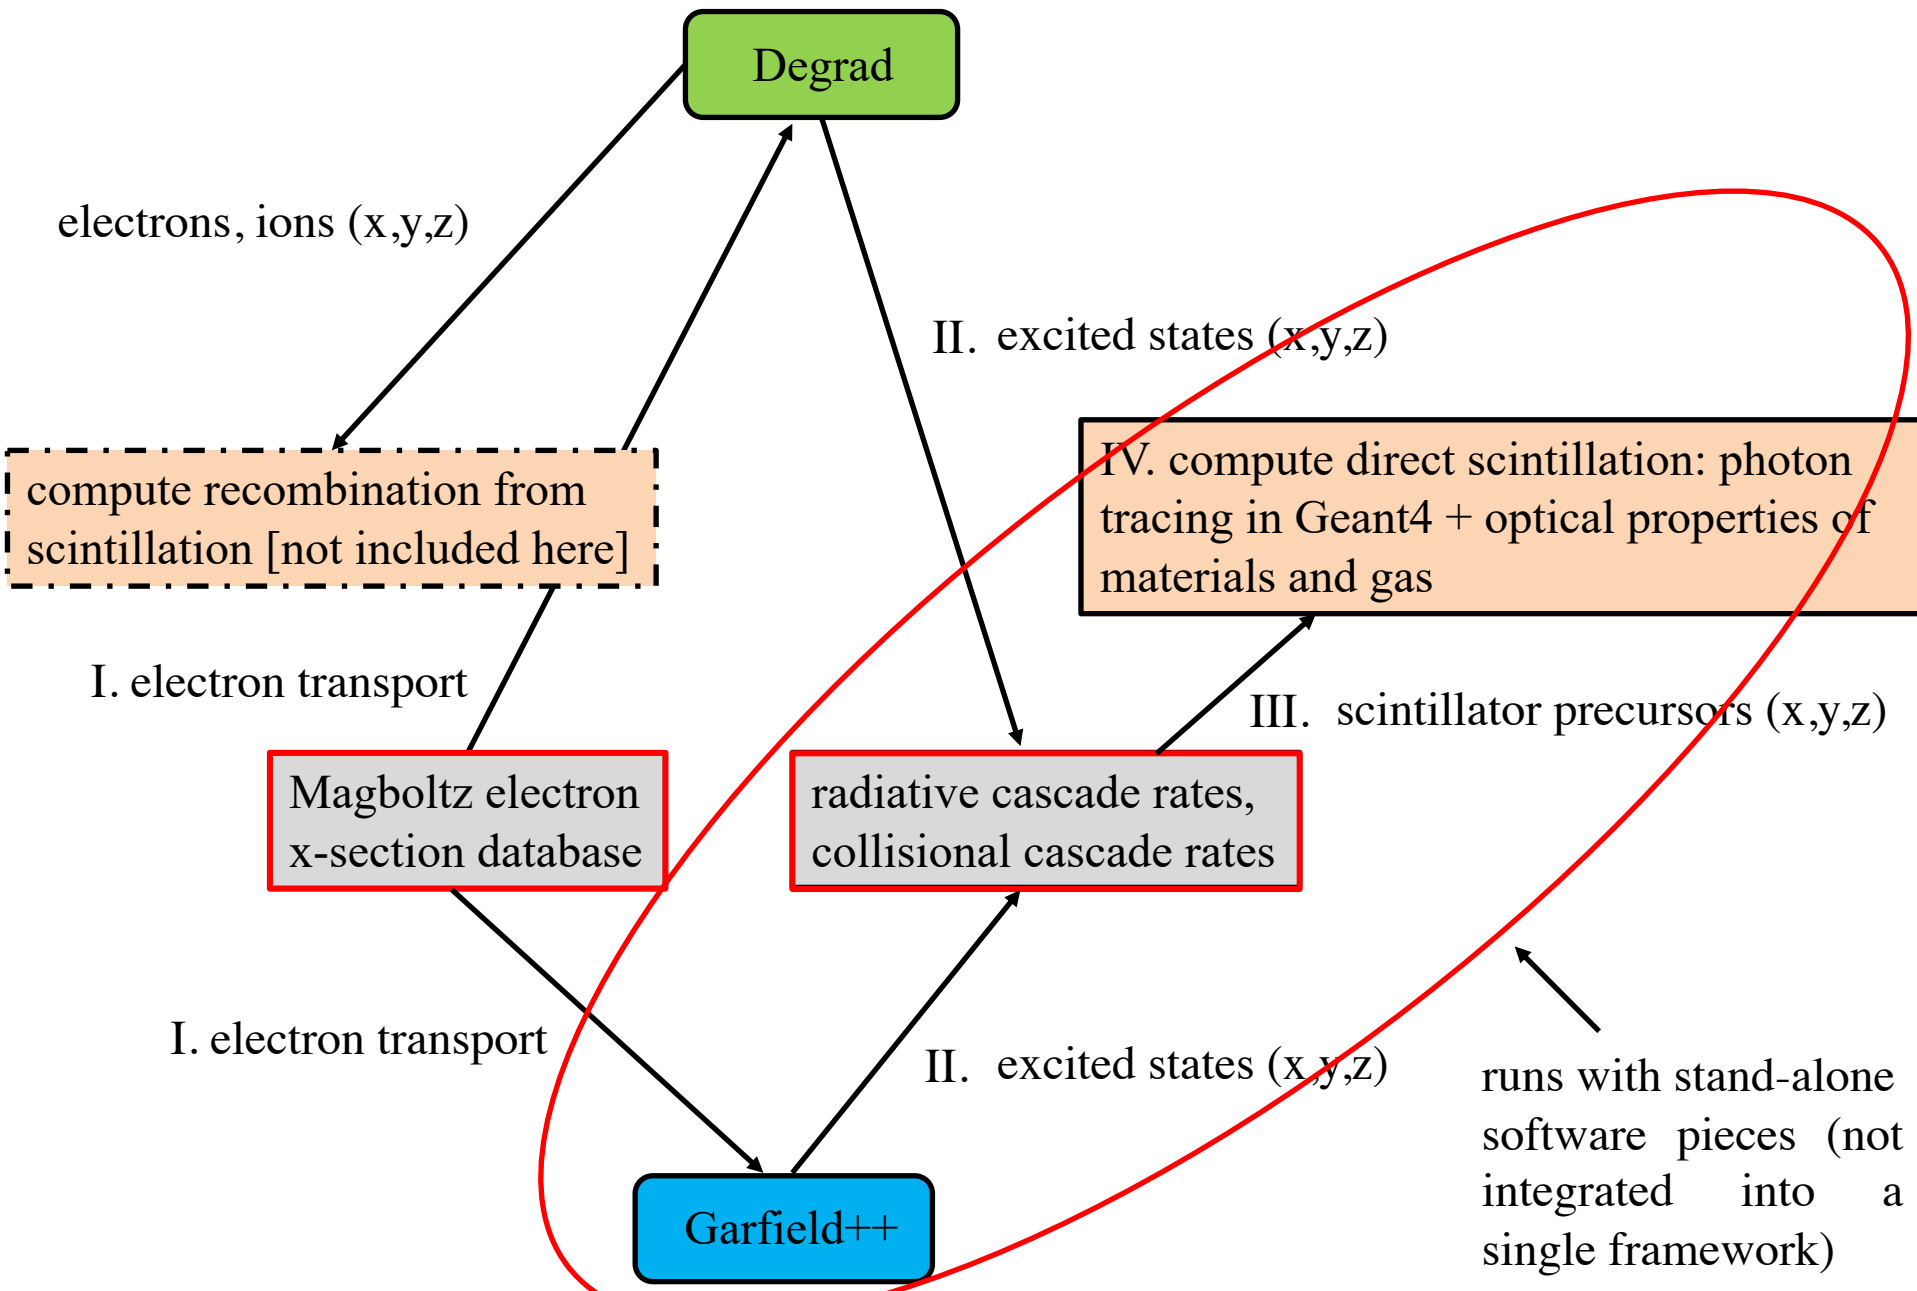 Degrad
electrons, ions (x,y,z)
II. excited states (x,y,z)
IV. compute direct scintillation: photon
tracing in Geant4 + optical properties of
materials and gas
compute recombination from
scintillation [not included here]
I. electron transport
III. scintillator precursors (x,y,z)
Magboltz electron
x-section database
radiative cascade rates,
collisional cascade rates
I. electron transport
II. excited states (x,y,z)
runs with stand-alone
software pieces (not
integrated into a
single framework)
Garfield++